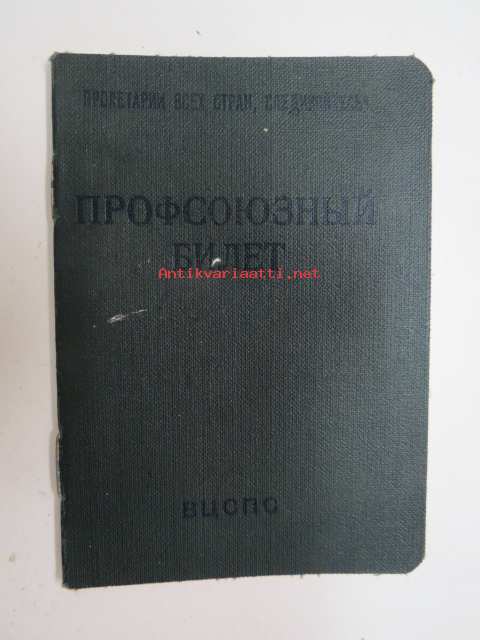 ПРОЛЕТАРИИ ВСЕХ СТРАН, СОЕДИНЯЙТЕСЬ
ПРОФСОЮЗНЫЙ
БИЛЕТ
Antikvariaatti.net
ВЦСПС